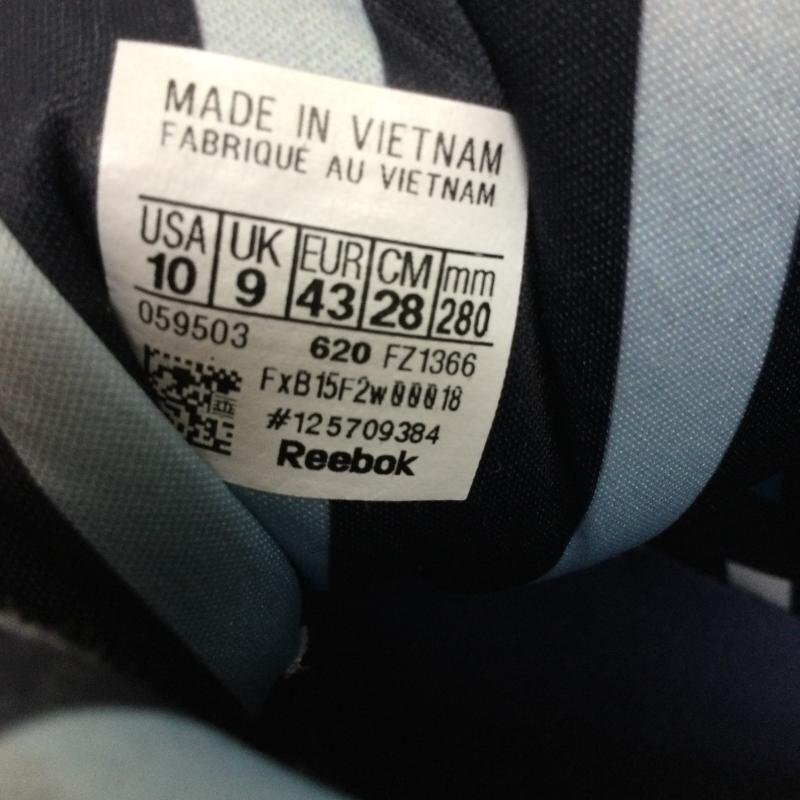 MADE IN VIETNAM
FABRIQUÉ AU VIETNAM
USA UK EUR CM mm
10 9 43 28 280
059503 620 FZ1366
FxB15F2w00018
#125709384
Reebok